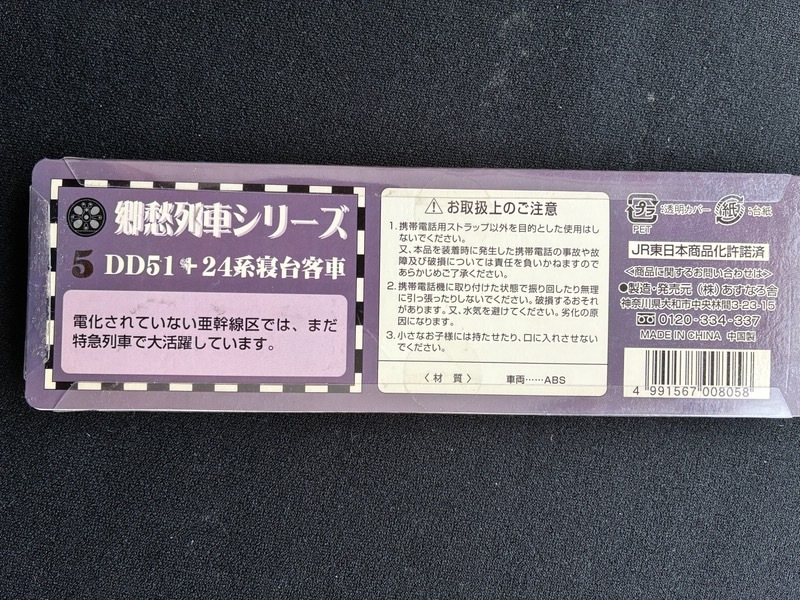 郷愁列車シリーズ
5 DD51+24系寝台客車
電化されていない亜幹線区では、まだ
特急列車で大活躍しています。
⚠お取扱上のご注意
1.携帯電話用ストラップ以外を目的とした使用はし
ないでください。
又、本品を装着時に発生した携帯電話の事故や故
障及び破損については責任を負いかねますので
あらかじめご了承ください。
2.携帯電話機に取り付けた状態で振り回したり無理
に引っ張ったりしないでください。破損するおそれ
があります。又、水気を避けてください。劣化の原
因になります。
3.小さなお子様には持たせたり、口に入れさせない
でください。
〈材 質〉 車両……ABS
プラ
PET
:透明カバー
紙
:台紙
JR東日本商品化許諾済
<商品に関するお問い合わせは>
●製造・発売元 (株)あすなろ舎
神奈川県大和市中央林間3-23-15
0120-334-337
MADE IN CHINA 中国製
4 991567 008058